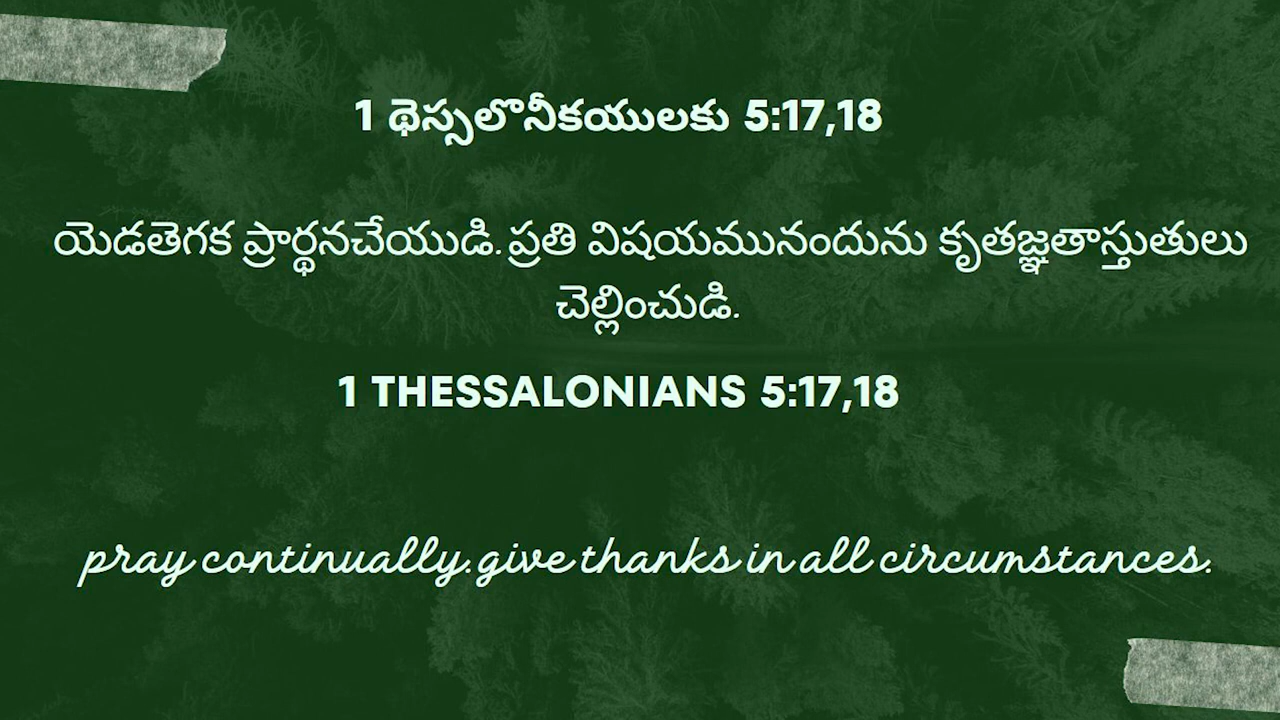 1 థెస్సలొనీకయులకు 5:17,18
యెడతెగక ప్రార్థనచేయుడి. ప్రతి విషయమునందును కృతజ్ఞతాస్తుతులు
చెల్లించుడి.
1 THESSALONIANS 5:17,18
pray continually. give thanks in all circumstances.